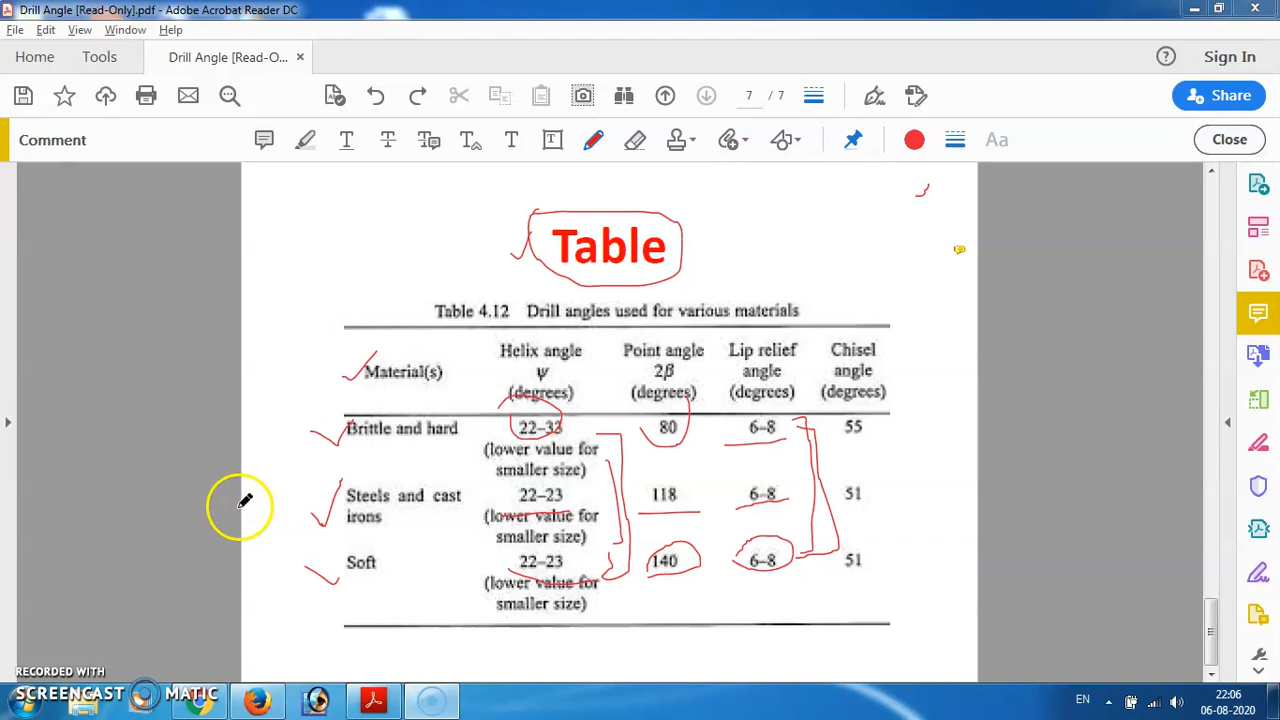 Drill Angle [Read-Only].pdf - Adobe Acrobat Reader DC
File Edit View Window Help
Home Tools Drill Angle [Read-O... × Sign In
7 / 7 Share
Comment Aa Close
Table
Table 4.12 Drill angles used for various materials
Helix angle Point angle Lip relief Chisel
Material(s) ψ 2β angle angle
(degrees) (degrees) (degrees) (degrees)
Brittle and hard 22–33 80 6–8 55
(lower value for
smaller size)
Steels and cast 22–23 118 6–8 51
irons (lower value for
smaller size)
Soft 22–23 140 6–8 51
(lower value for
smaller size)
RECORDED WITH
SCREENCAST MATIC
EN 22:06
06-08-2020